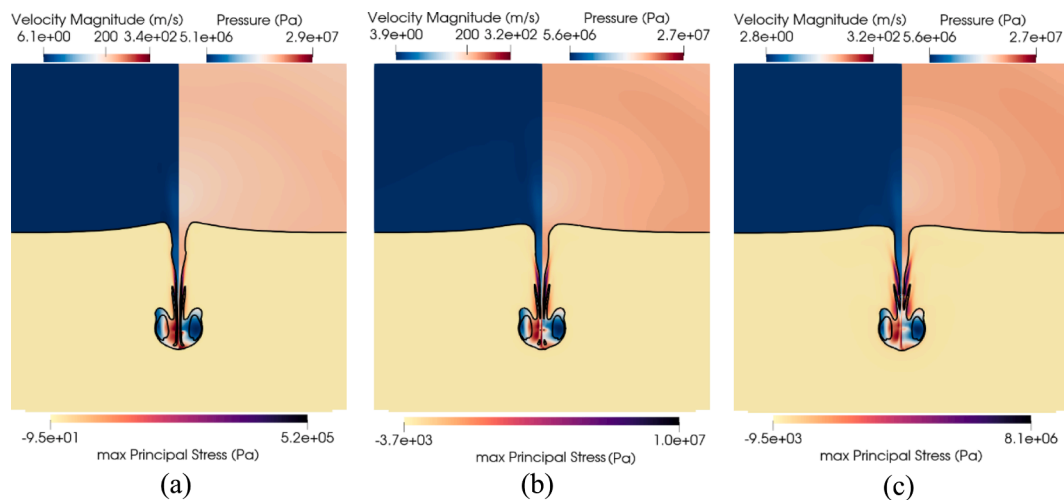 Velocity Magnitude (m/s) Pressure (Pa)
6.1e+00 200 3.4e+02 5.1e+06 2.9e+07
-9.5e+01 5.2e+05
max Principal Stress (Pa)
(a)
Velocity Magnitude (m/s) Pressure (Pa)
3.9e+00 200 3.2e+02 5.6e+06 2.7e+07
-3.7e+03 1.0e+07
max Principal Stress (Pa)
(b)
Velocity Magnitude (m/s) Pressure (Pa)
2.8e+00 3.2e+02 5.6e+06 2.7e+07
-9.5e+03 8.1e+06
max Principal Stress (Pa)
(c)